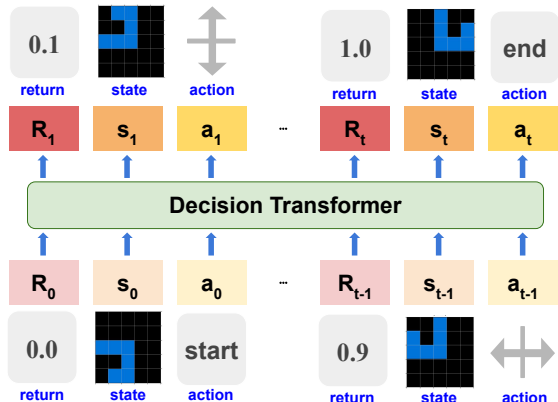 0.1 1.0 end
return state action return state action
R₁ s₁ a₁ ... Rₜ sₜ aₜ
Decision Transformer
R₀ s₀ a₀ ... Rₜ₋₁ sₜ₋₁ aₜ₋₁
0.0 start 0.9
return state action return state action